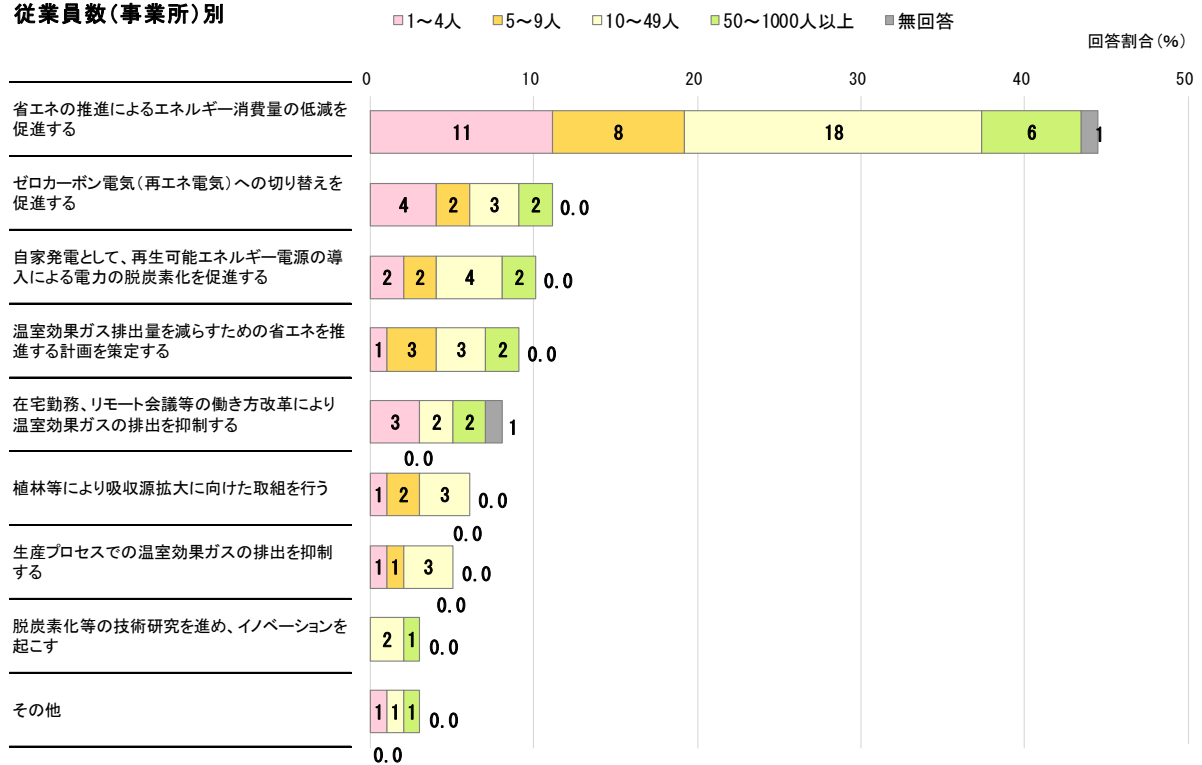 従業員数(事業所)別
1～4人 5～9人 10～49人 50～1000人以上 無回答
回答割合(%)
0 10 20 30 40 50
省エネの推進によるエネルギー消費量の低減を
促進する
11 8 18 6 1
ゼロカーボン電気(再エネ電気)への切り替えを
促進する
4 2 3 2 0.0
自家発電として、再生可能エネルギー電源の導
入による電力の脱炭素化を促進する
2 2 4 2 0.0
温室効果ガス排出量を減らすための省エネを推
進する計画を策定する
1 3 3 2 0.0
在宅勤務、リモート会議等の働き方改革により
温室効果ガスの排出を抑制する
3 2 2 1
0.0
植林等により吸収源拡大に向けた取組を行う
1 2 3 0.0
0.0
生産プロセスでの温室効果ガスの排出を抑制
する
1 1 3 0.0
0.0
脱炭素化等の技術研究を進め、イノベーションを
起こす
2 1 0.0
その他
1 1 1 0.0
0.0